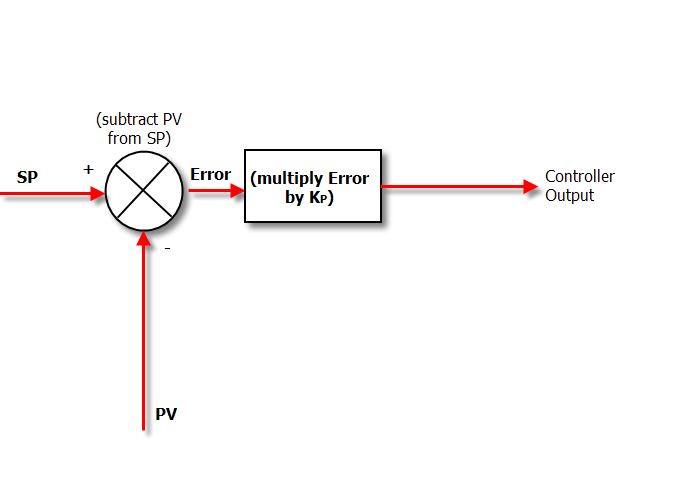 (subtract PV
from SP)
SP
+
Error
(multiply Error
by KP)
Controller
Output
-
PV